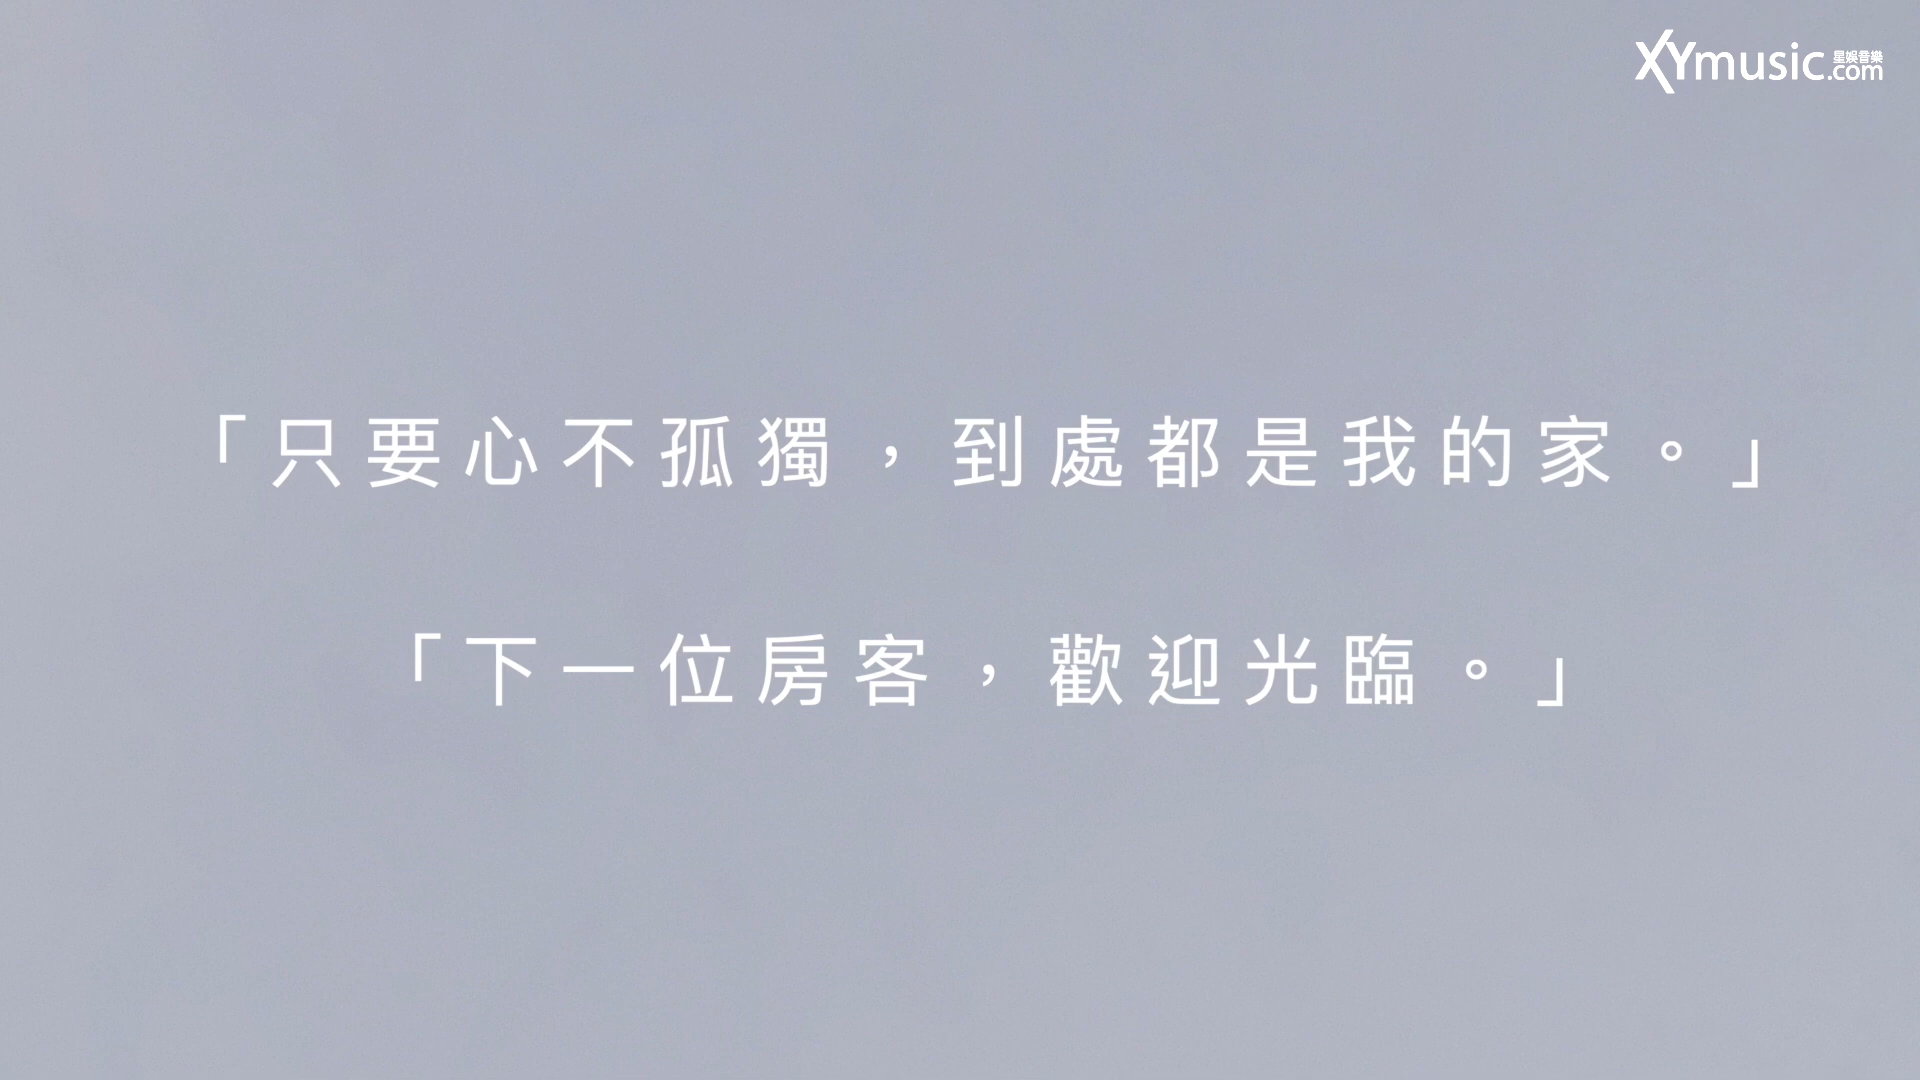 XYmusic.com 星娛音樂
「只要心不孤獨，到處都是我的家。」
「下一位房客，歡迎光臨。」